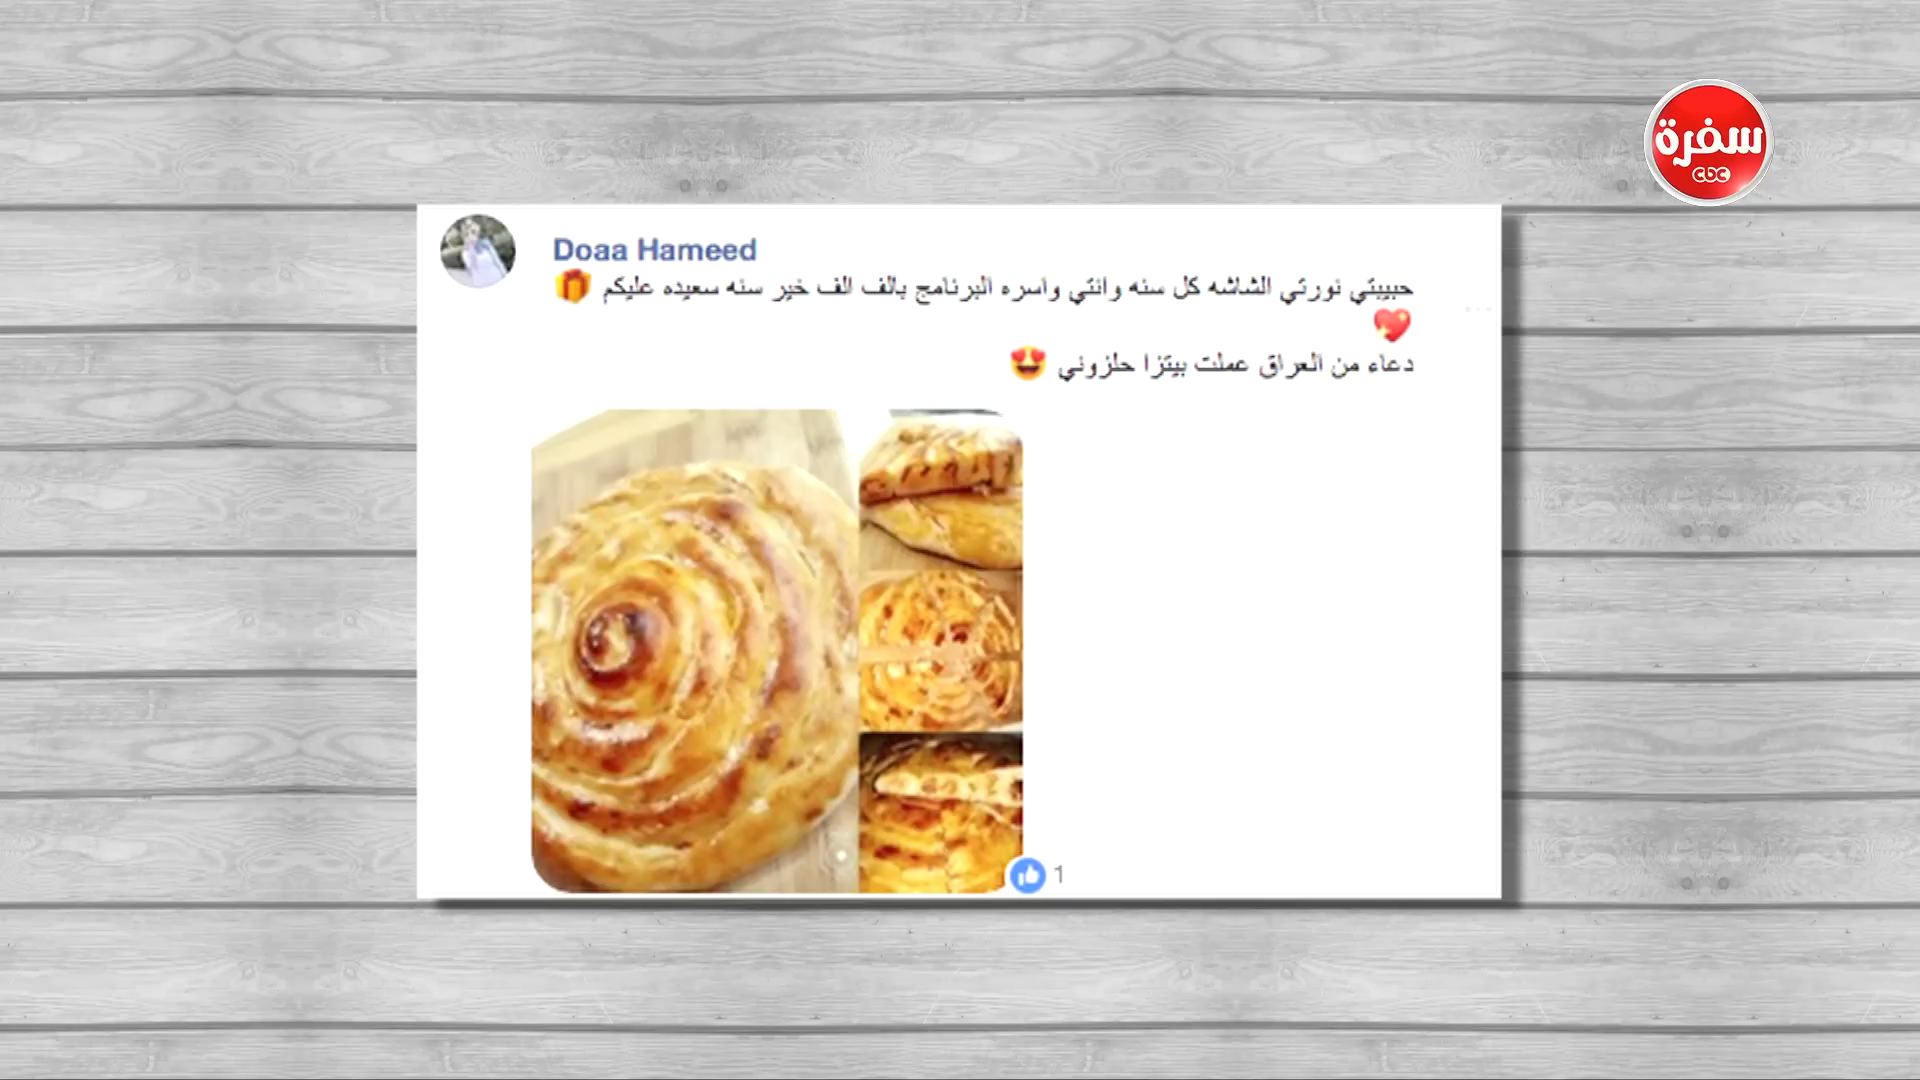 سفرة
cbc
Doaa Hameed
حبيبتي نورتي الشاشه كل سنه وانتي واسره البرنامج بالف الف خير سنه سعيده عليكم 🎁
💖
دعاء من العراق عملت بيتزا حلزوني 😍
1